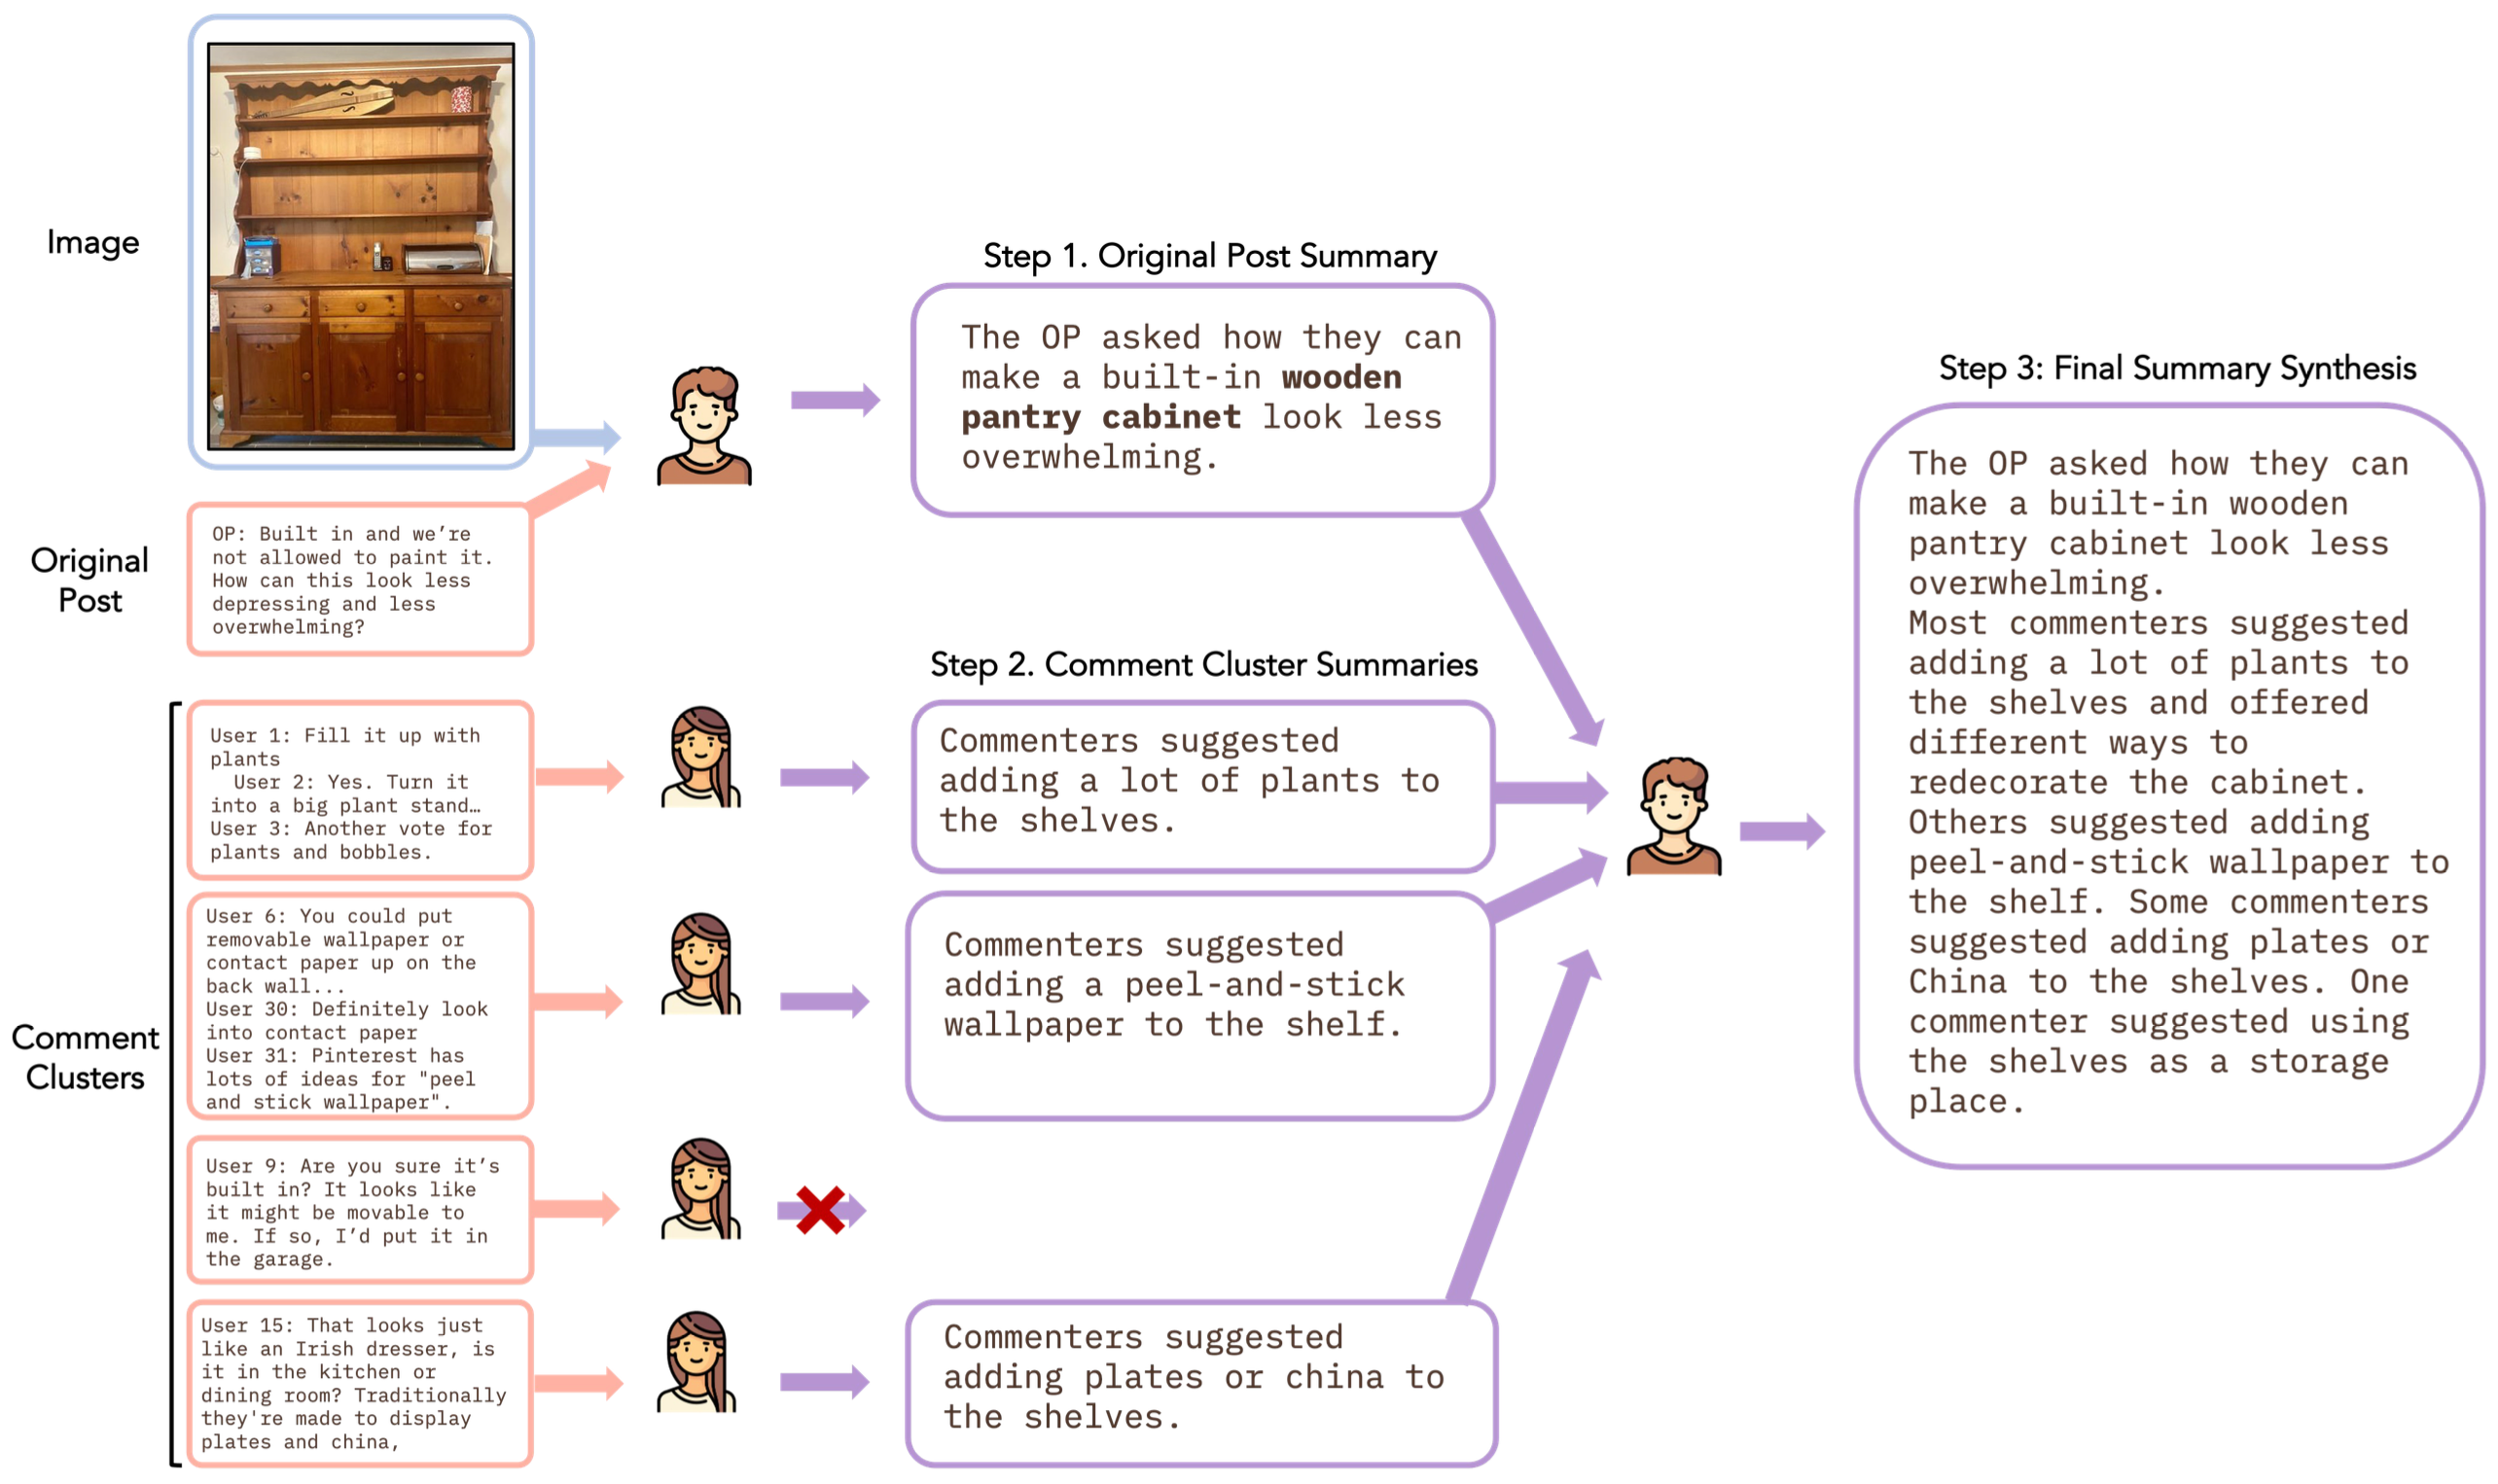 Image
Original
Post
OP: Built in and we’re
not allowed to paint it.
How can this look less
depressing and less
overwhelming?
Step 1. Original Post Summary
The OP asked how they can
make a built-in wooden
pantry cabinet look less
overwhelming.
Comment
Clusters
User 1: Fill it up with
plants
User 2: Yes. Turn it
into a big plant stand…
User 3: Another vote for
plants and bobbles.
User 6: You could put
removable wallpaper or
contact paper up on the
back wall...
User 30: Definitely look
into contact paper
User 31: Pinterest has
lots of ideas for "peel
and stick wallpaper".
User 9: Are you sure it’s
built in? It looks like
it might be movable to
me. If so, I’d put it in
the garage.
User 15: That looks just
like an Irish dresser, is
it in the kitchen or
dining room? Traditionally
they're made to display
plates and china,
Step 2. Comment Cluster Summaries
Commenters suggested
adding a lot of plants to
the shelves.
Commenters suggested
adding a peel-and-stick
wallpaper to the shelf.
Commenters suggested
adding plates or china to
the shelves.
Step 3: Final Summary Synthesis
The OP asked how they can
make a built-in wooden
pantry cabinet look less
overwhelming.
Most commenters suggested
adding a lot of plants to
the shelves and offered
different ways to
redecorate the cabinet.
Others suggested adding
peel-and-stick wallpaper to
the shelf. Some commenters
suggested adding plates or
China to the shelves. One
commenter suggested using
the shelves as a storage
place.